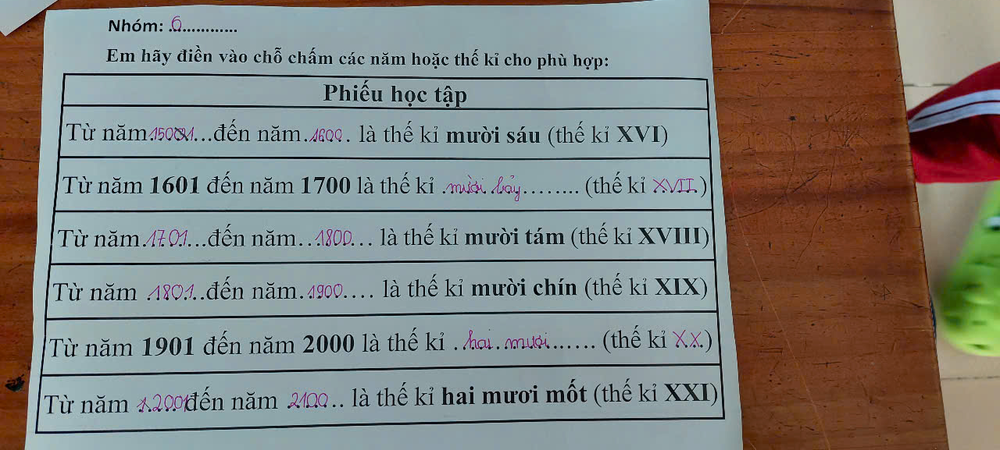 Nhóm: 6..............
Em hãy điền vào chỗ chấm các năm hoặc thế kỉ cho phù hợp:
Phiếu học tập
Từ năm 1501...đến năm.1600.. là thế kỉ mười sáu (thế kỉ XVI)
Từ năm 1601 đến năm 1700 là thế kỉ .mười.bảy........ (thế kỉ XVII.)
Từ năm.1701...đến năm...1800... là thế kỉ mười tám (thế kỉ XVIII)
Từ năm .1801..đến năm.1900.... là thế kỉ mười chín (thế kỉ XIX)
Từ năm 1901 đến năm 2000 là thế kỉ ..hai.mươi...... (thế kỉ XX.)
Từ năm 2001đến năm .2100.. là thế kỉ hai mươi mốt (thế kỉ XXI)